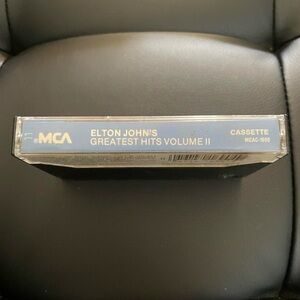 MCA
ELTON JOHN'S
GREATEST HITS VOLUME II
CASSETTE